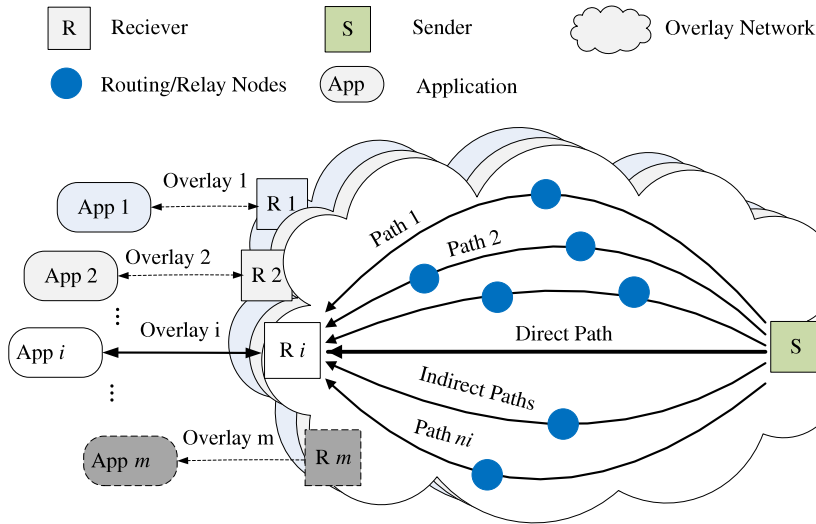 R Reciever S Sender Overlay Network
Routing/Relay Nodes App Application
App 1 Overlay 1 R 1
Path 1
App 2 Overlay 2 R 2
Path 2
⋮
App i Overlay i R i
Direct Path
S
⋮
Indirect Paths
Path ni
App m Overlay m R m